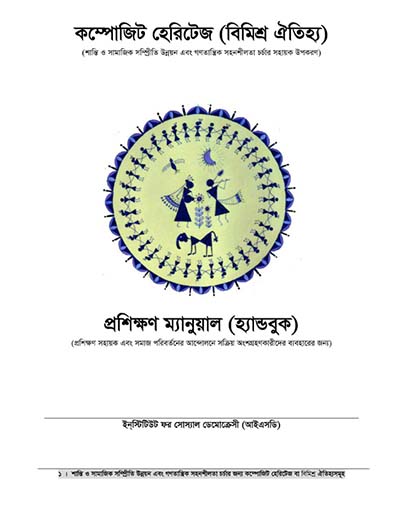 কম্পোজিট হেরিটেজ (বিমিশ্র ঐতিহ্য)
(শান্তি ও সামাজিক সম্প্রীতি উন্নয়ন এবং গণতান্ত্রিক সহনশীলতা চর্চার সহায়ক উপকরণ)
প্রশিক্ষণ ম্যানুয়াল (হ্যান্ডবুক)
(প্রশিক্ষণ সহায়ক এবং সমাজ পরিবর্তনের আন্দোলনে সক্রিয় অংশগ্রহণকারীদের ব্যবহারের জন্য)
ইন্‌স্টিটিউট ফর সোস্যাল ডেমোক্রেসী (আইএসডি)
১ । শান্তি ও সামাজিক সম্প্রীতি উন্নয়ন এবং গণতান্ত্রিক সহনশীলতা চর্চার জন্য কম্পোজিট হেরিটেজ বা বিমিশ্র ঐতিহ্যসমূহ